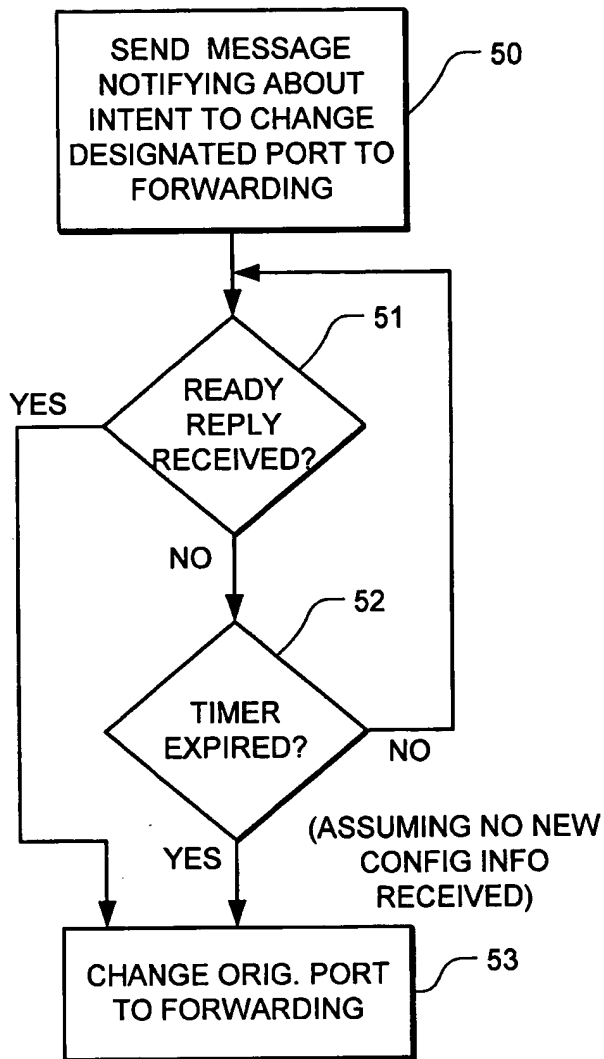 SEND MESSAGE
NOTIFYING ABOUT
INTENT TO CHANGE
DESIGNATED PORT TO
FORWARDING
50
51
YES
READY
REPLY
RECEIVED?
NO
52
TIMER
EXPIRED?
NO
(ASSUMING NO NEW
CONFIG INFO
RECEIVED)
YES
CHANGE ORIG. PORT
TO FORWARDING
53